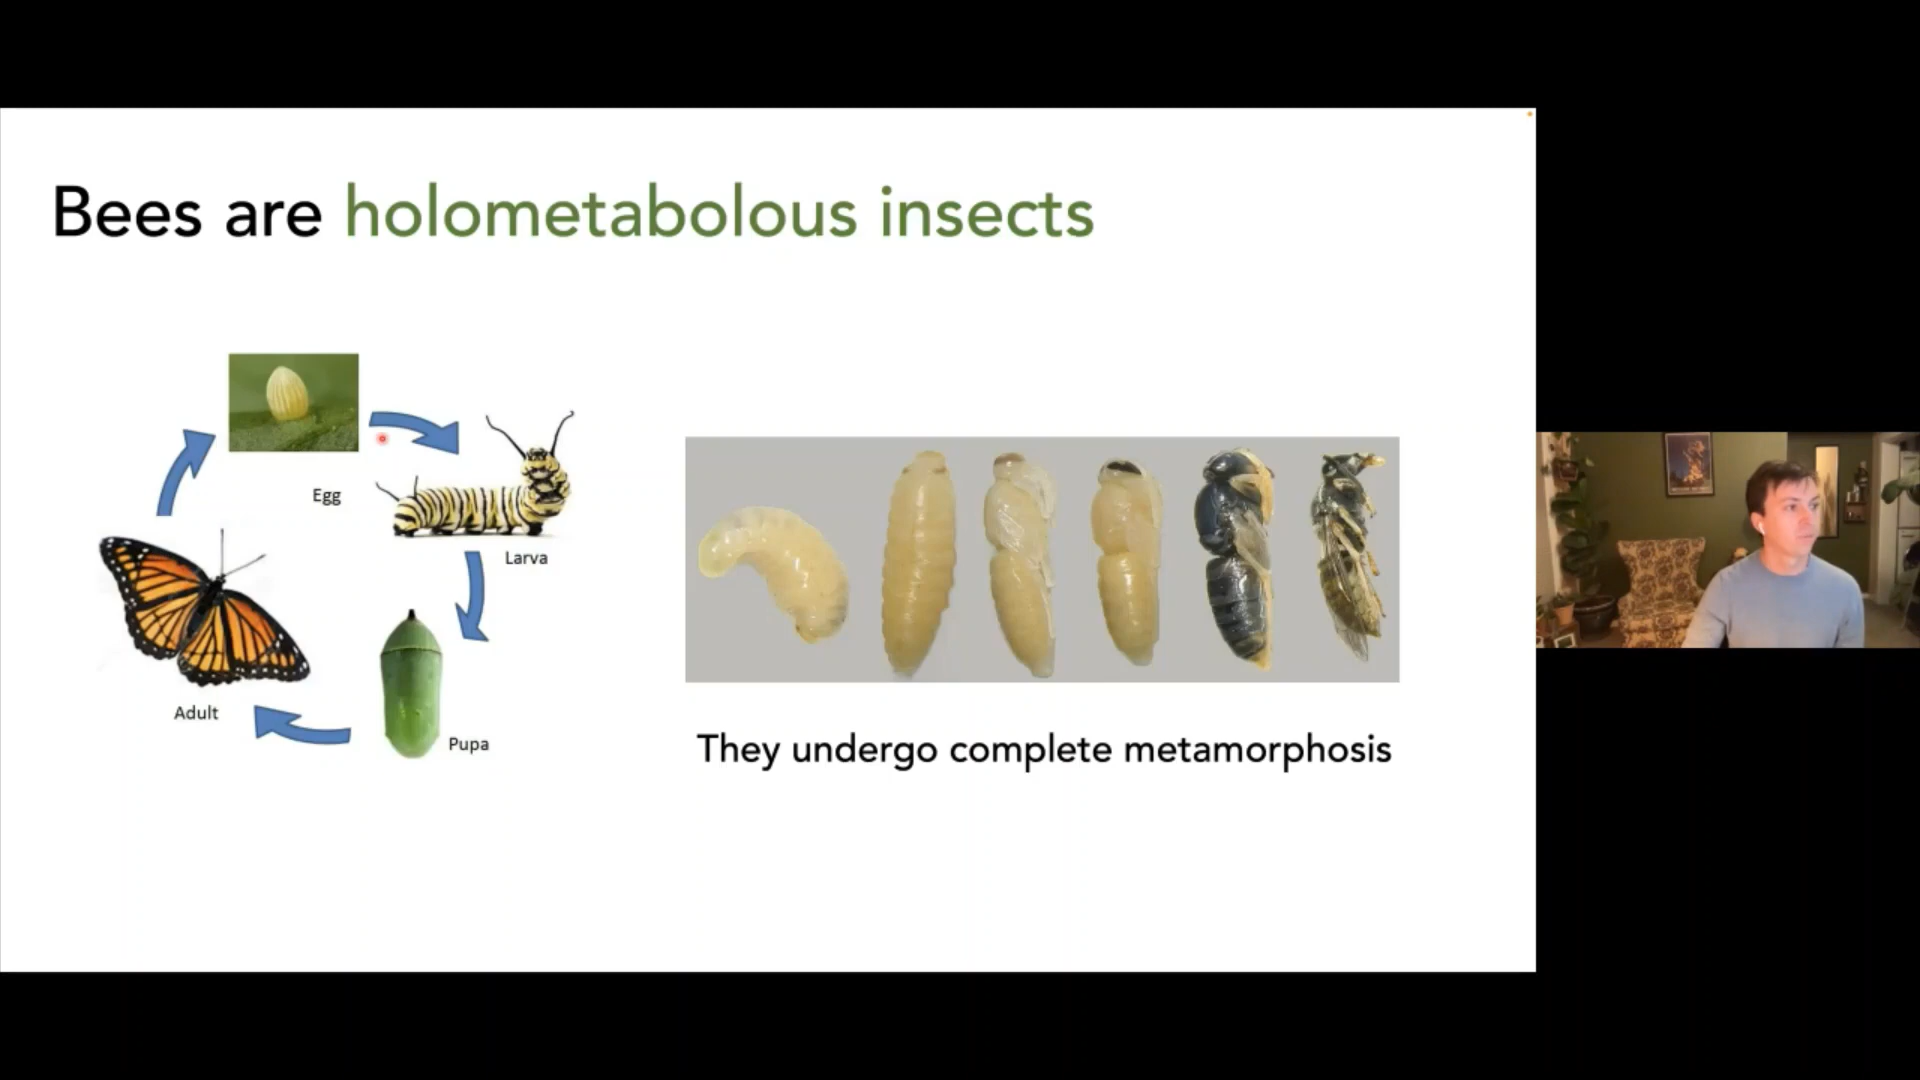 Bees are holometabolous insects
Egg
Larva
Adult
Pupa
They undergo complete metamorphosis